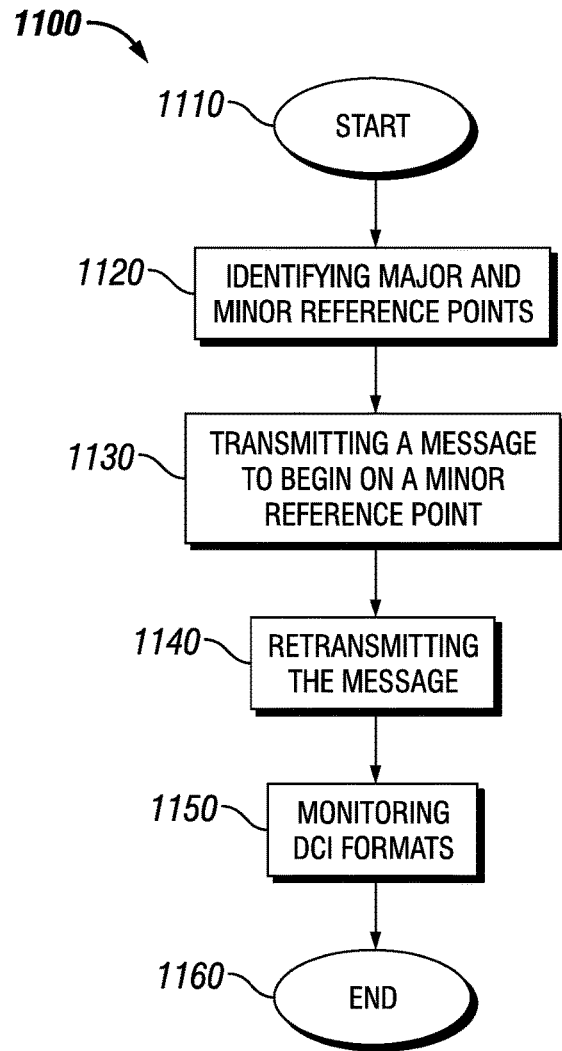 1100
1110
START
1120
IDENTIFYING MAJOR AND
MINOR REFERENCE POINTS
1130
TRANSMITTING A MESSAGE
TO BEGIN ON A MINOR
REFERENCE POINT
1140
RETRANSMITTING
THE MESSAGE
1150
MONITORING
DCI FORMATS
1160
END